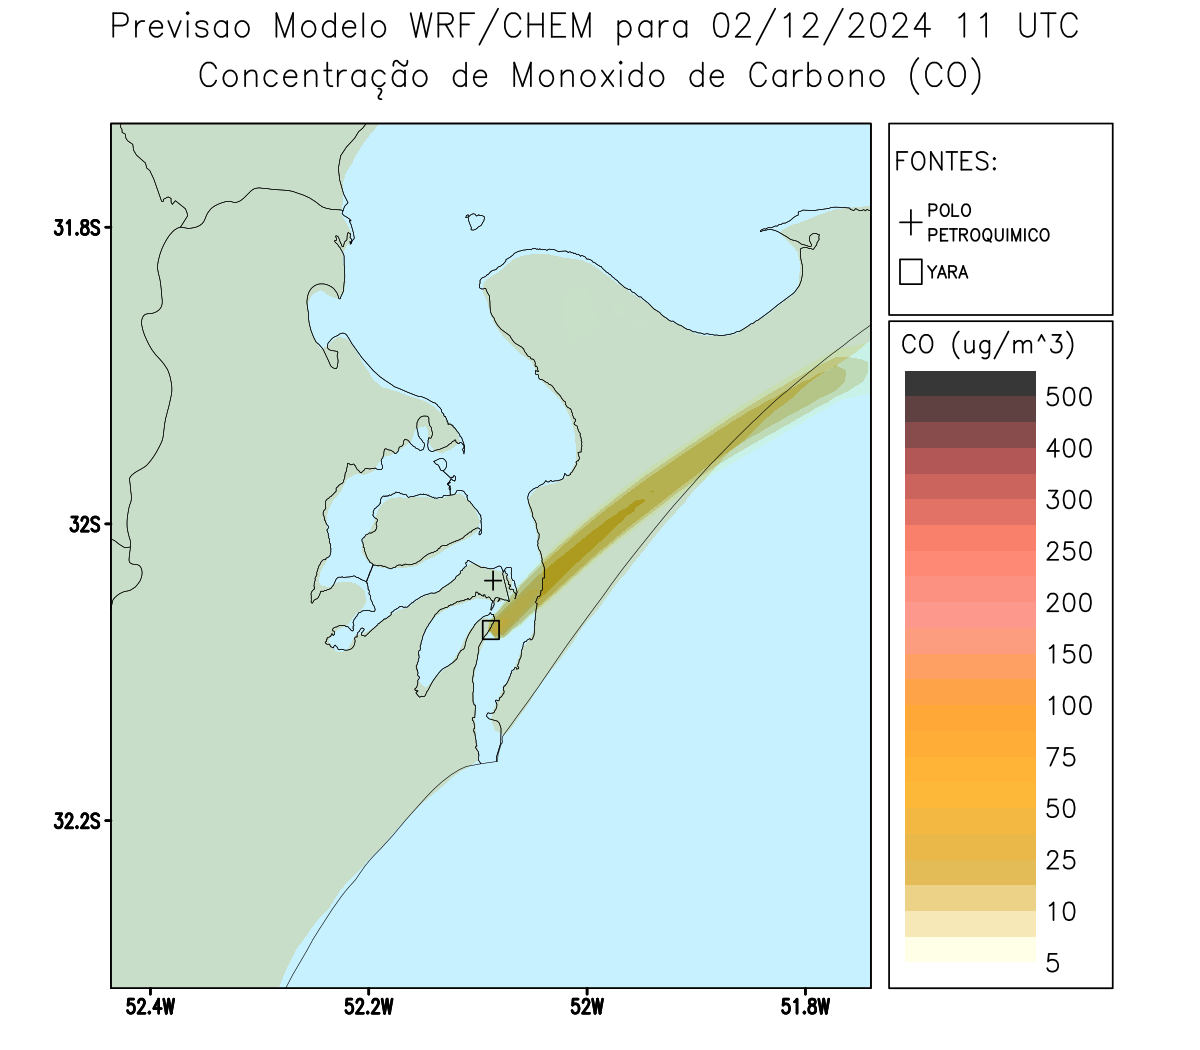 Previsao Modelo WRF/CHEM para 02/12/2024 11 UTC
Concentração de Monoxido de Carbono (CO)
FONTES:
POLO
PETROQUIMICO
YARA
CO (ug/m^3)
500
400
300
250
200
150
100
75
50
25
10
5
31.8S
32S
32.2S
52.4W
52.2W
52W
51.8W